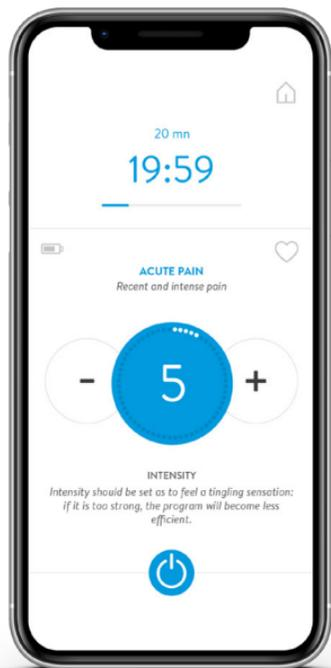 20 mn
19:59
ACUTE PAIN
Recent and intense pain
- 5 +
INTENSITY
Intensity should be set as to feel a tingling sensation:
if it is too strong, the program will become less
efficient.